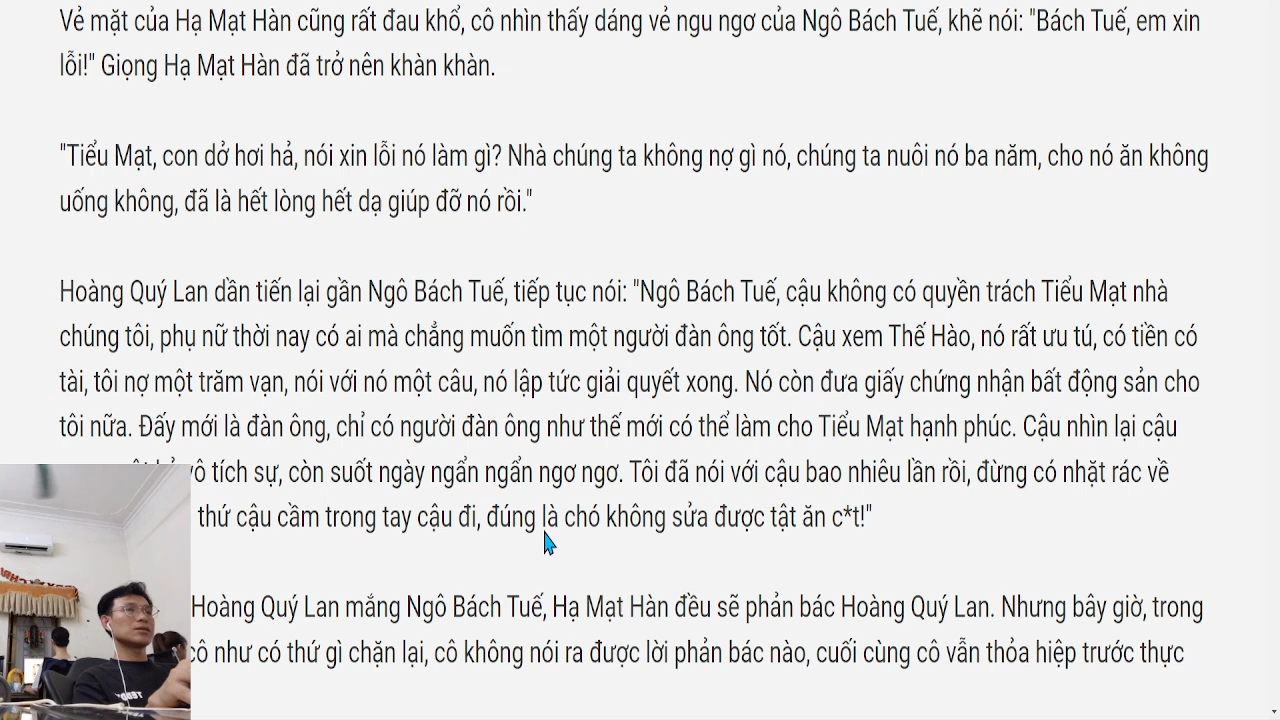 Vẻ mặt của Hạ Mạt Hàn cũng rất đau khổ, cô nhìn thấy dáng vẻ ngu ngơ của Ngô Bách Tuế, khẽ nói: "Bách Tuế, em xin
lỗi!" Giọng Hạ Mạt Hàn đã trở nên khàn khàn.
"Tiểu Mạt, con dở hơi hả, nói xin lỗi nó làm gì? Nhà chúng ta không nợ gì nó, chúng ta nuôi nó ba năm, cho nó ăn không
uống không, đã là hết lòng hết dạ giúp đỡ nó rồi."
Hoàng Quý Lan dần tiến lại gần Ngô Bách Tuế, tiếp tục nói: "Ngô Bách Tuế, cậu không có quyền trách Tiểu Mạt nhà
chúng tôi, phụ nữ thời nay có ai mà chẳng muốn tìm một người đàn ông tốt. Cậu xem Thế Hào, nó rất ưu tú, có tiền có
tài, tôi nợ một trăm vạn, nói với nó một câu, nó lập tức giải quyết xong. Nó còn đưa giấy chứng nhận bất động sản cho
tôi nữa. Đấy mới là đàn ông, chỉ có người đàn ông như thế mới có thể làm cho Tiểu Mạt hạnh phúc. Cậu nhìn lại cậu
vô tích sự, còn suốt ngày ngẩn ngẩn ngơ ngơ. Tôi đã nói với cậu bao nhiêu lần rồi, đừng có nhặt rác về
thứ cậu cầm trong tay cậu đi, đúng là chó không sửa được tật ăn c*t!"
Hoàng Quý Lan mắng Ngô Bách Tuế, Hạ Mạt Hàn đều sẽ phản bác Hoàng Quý Lan. Nhưng bây giờ, trong
cô như có thứ gì chặn lại, cô không nói ra được lời phản bác nào, cuối cùng cô vẫn thỏa hiệp trước thực